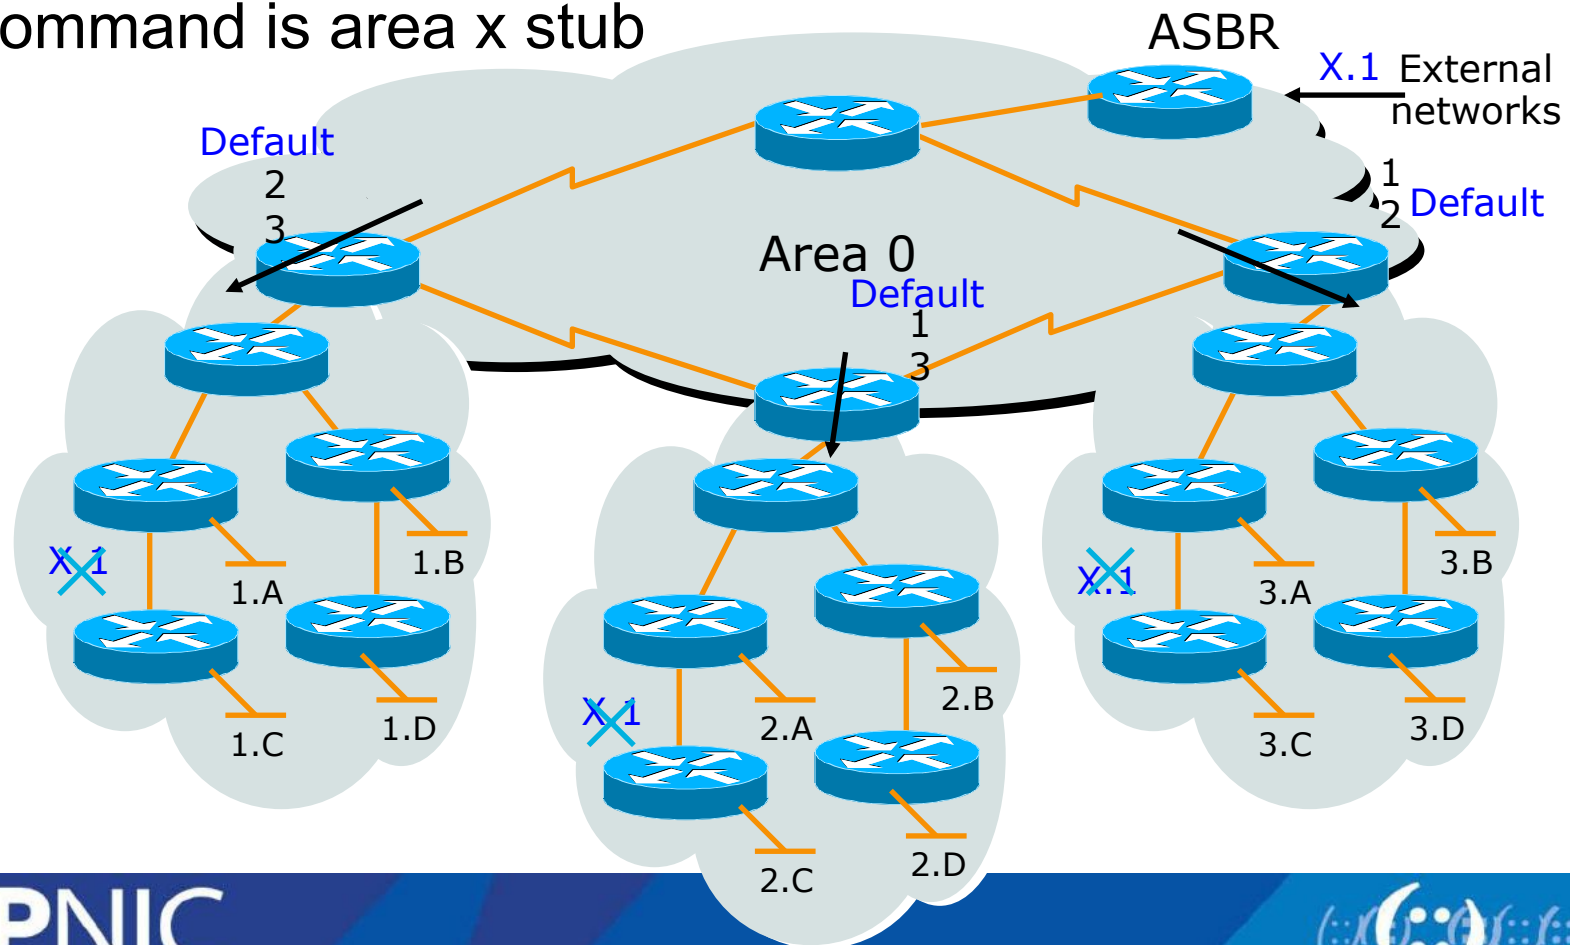 ommand is area x stub
ASBR
X.1
External
networks
Default
2
3
1
2
Default
Area 0
Default
1
3
X.1
1.A
1.B
1.C
1.D
X.1
2.A
2.B
2.C
2.D
X.1
3.A
3.B
3.C
3.D
PNIC
(::)